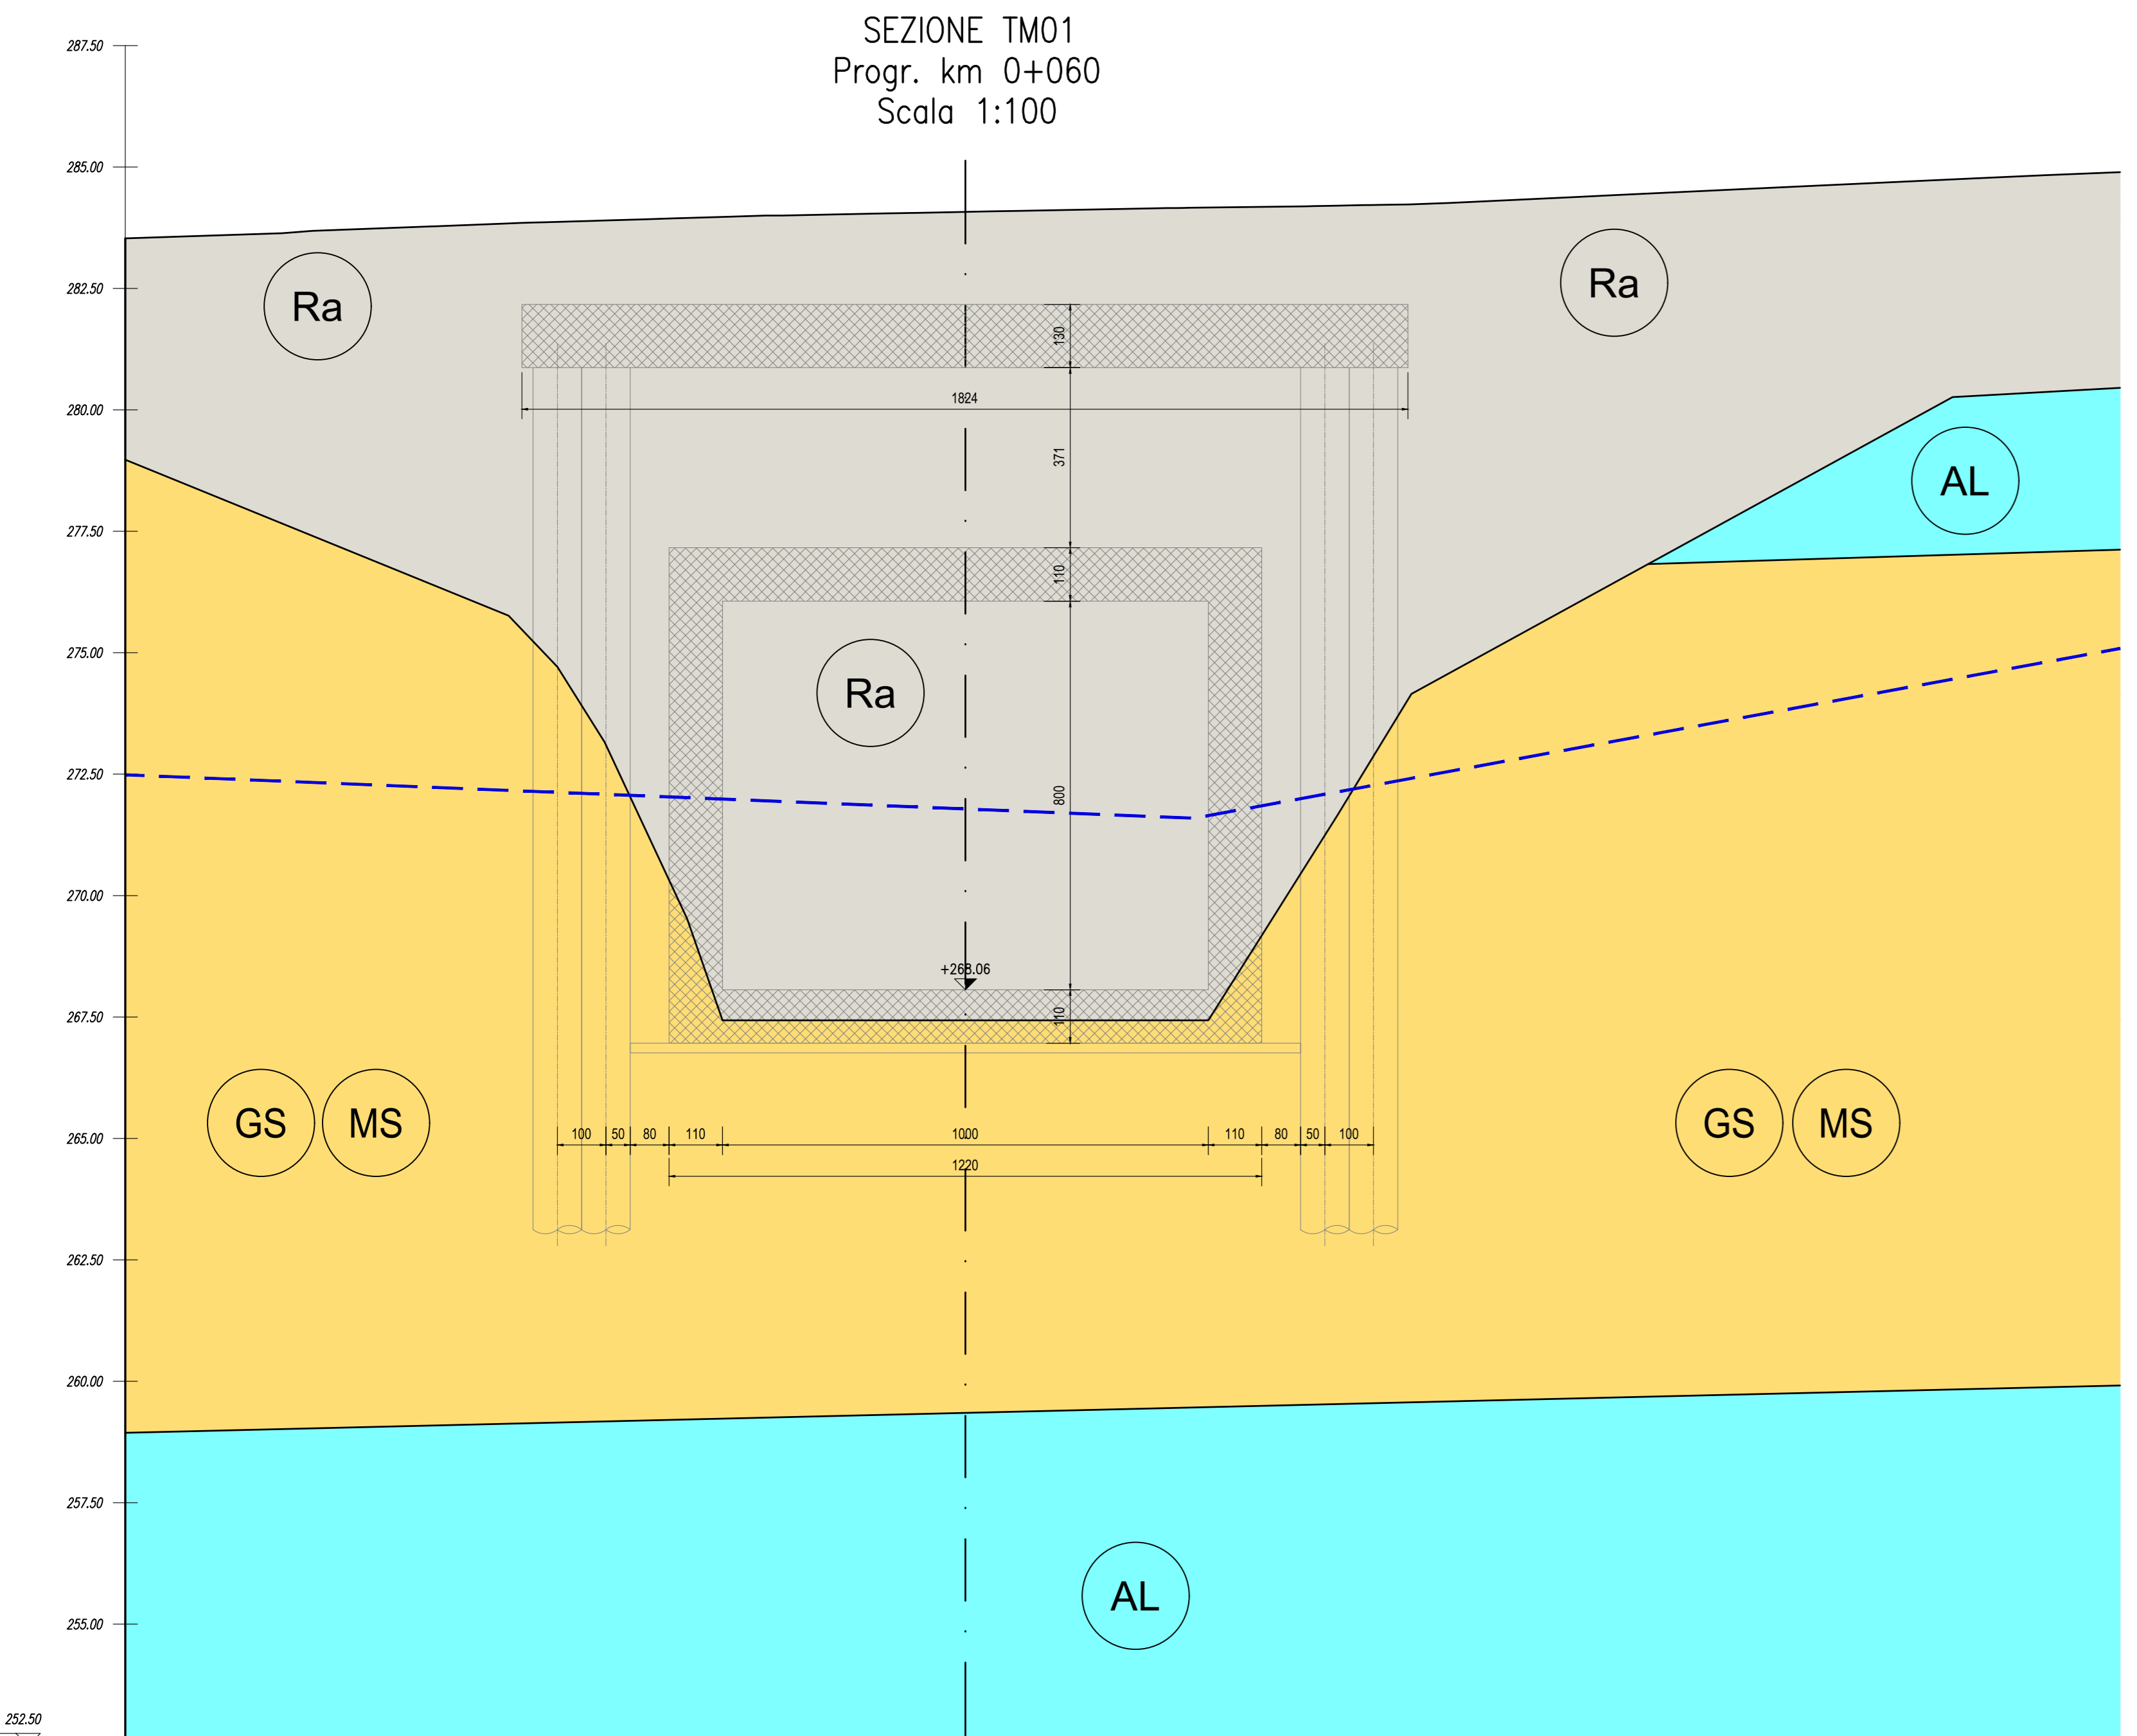 SEZIONE TM01
Progr. km 0+060
Scala 1:100
287.50
285.00
282.50
280.00
277.50
275.00
272.50
270.00
267.50
265.00
262.50
260.00
257.50
255.00
252.50
Ra
Ra
130
1824
371
AL
110
Ra
800
+268.06
110
GS MS
GS MS
100 50 80 110 1000 110 80 50 100
1220
AL